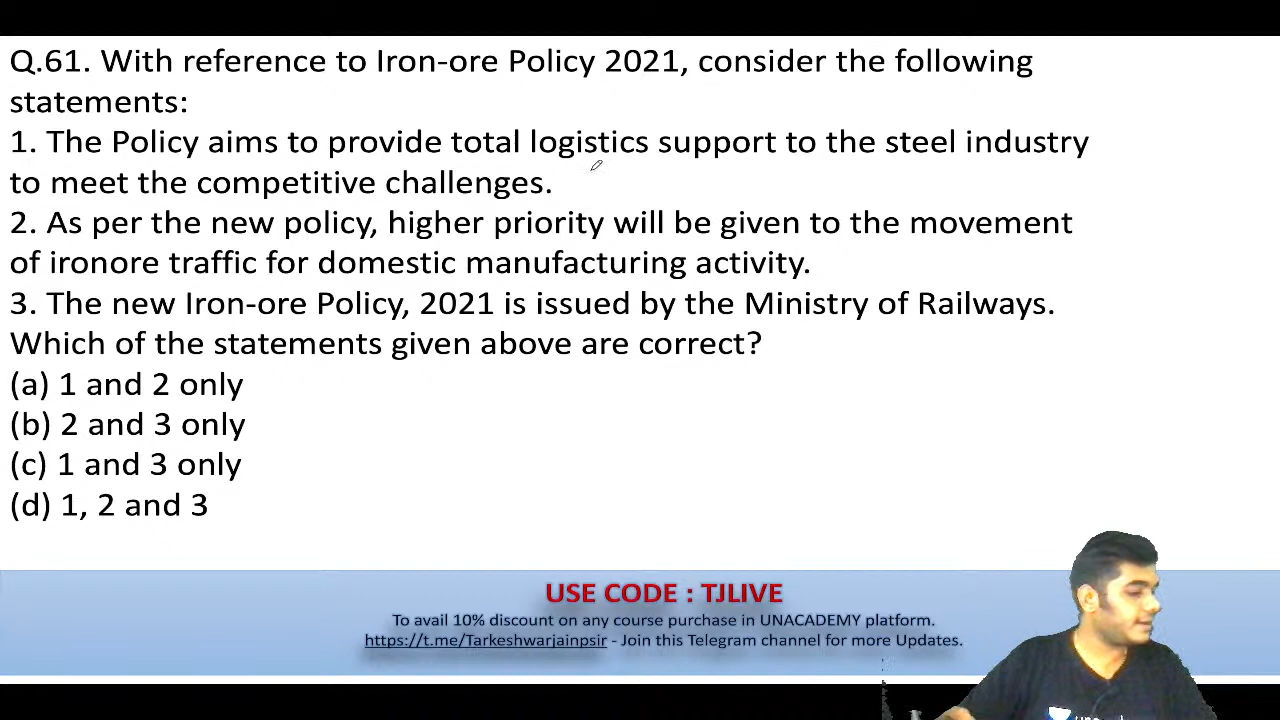 Q.61. With reference to Iron-ore Policy 2021, consider the following
statements:
1. The Policy aims to provide total logistics support to the steel industry
to meet the competitive challenges.
2. As per the new policy, higher priority will be given to the movement
of ironore traffic for domestic manufacturing activity.
3. The new Iron-ore Policy, 2021 is issued by the Ministry of Railways.
Which of the statements given above are correct?
(a) 1 and 2 only
(b) 2 and 3 only
(c) 1 and 3 only
(d) 1, 2 and 3
USE CODE : TJLIVE
To avail 10% discount on any course purchase in UNACADEMY platform.
https://t.me/Tarkeshwarjainpsir - Join this Telegram channel for more Updates.